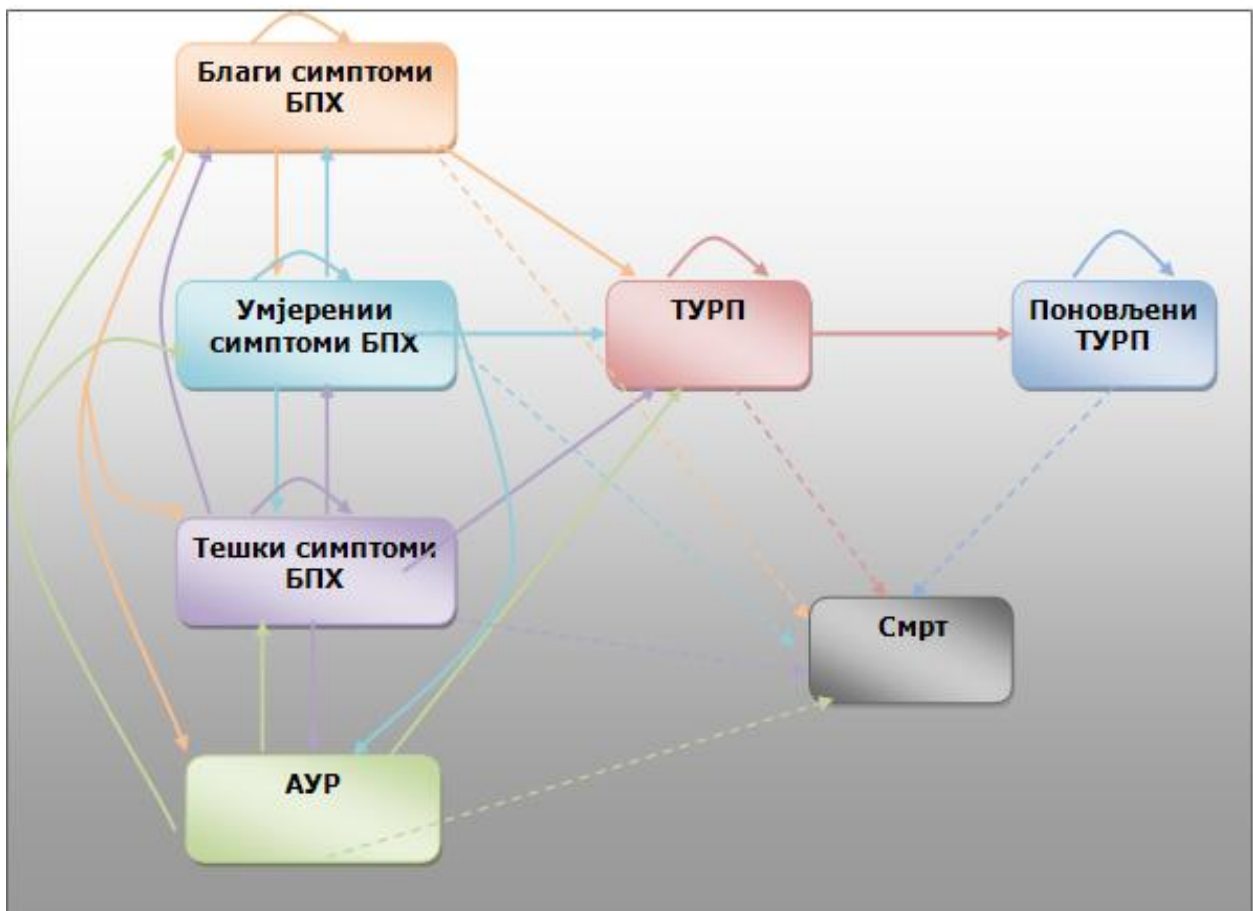 Благи симптоми
БПХ
Умјерении
симптоми БПХ
ТУРП
Поновљени
ТУРП
Тешки симптоми
БПХ
Смрт
АУР